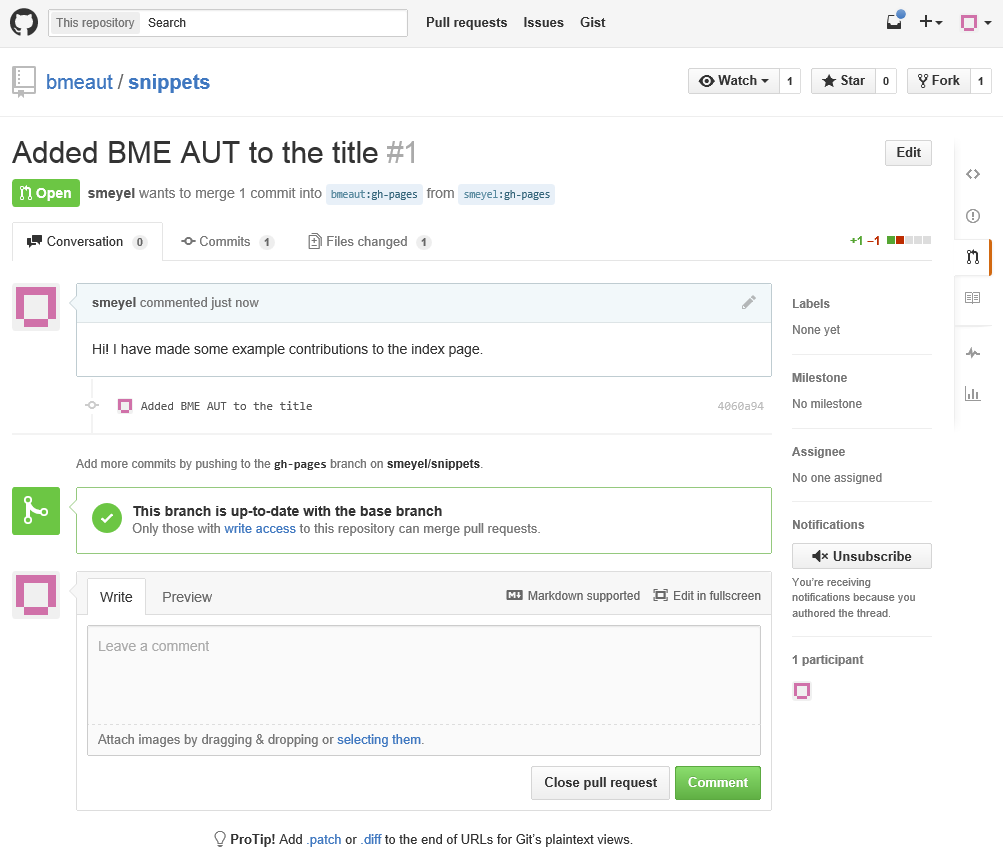 This repository Search Pull requests Issues Gist
bmeaut / snippets Watch 1 Star 0 Fork 1
Added BME AUT to the title #1 Edit
Open smeyel wants to merge 1 commit into bmeaut:gh-pages from smeyel:gh-pages
Conversation 0 Commits 1 Files changed 1 +1 −1
smeyel commented just now
Hi! I have made some example contributions to the index page.
Added BME AUT to the title 4060a94
Add more commits by pushing to the gh-pages branch on smeyel/snippets.
This branch is up-to-date with the base branch
Only those with write access to this repository can merge pull requests.
Write Preview Markdown supported Edit in fullscreen
Leave a comment
Attach images by dragging & dropping or selecting them.
Close pull request Comment
Labels
None yet
Milestone
No milestone
Assignee
No one assigned
Notifications
Unsubscribe
You're receiving
notifications because you
authored the thread.
1 participant
ProTip! Add .patch or .diff to the end of URLs for Git's plaintext views.